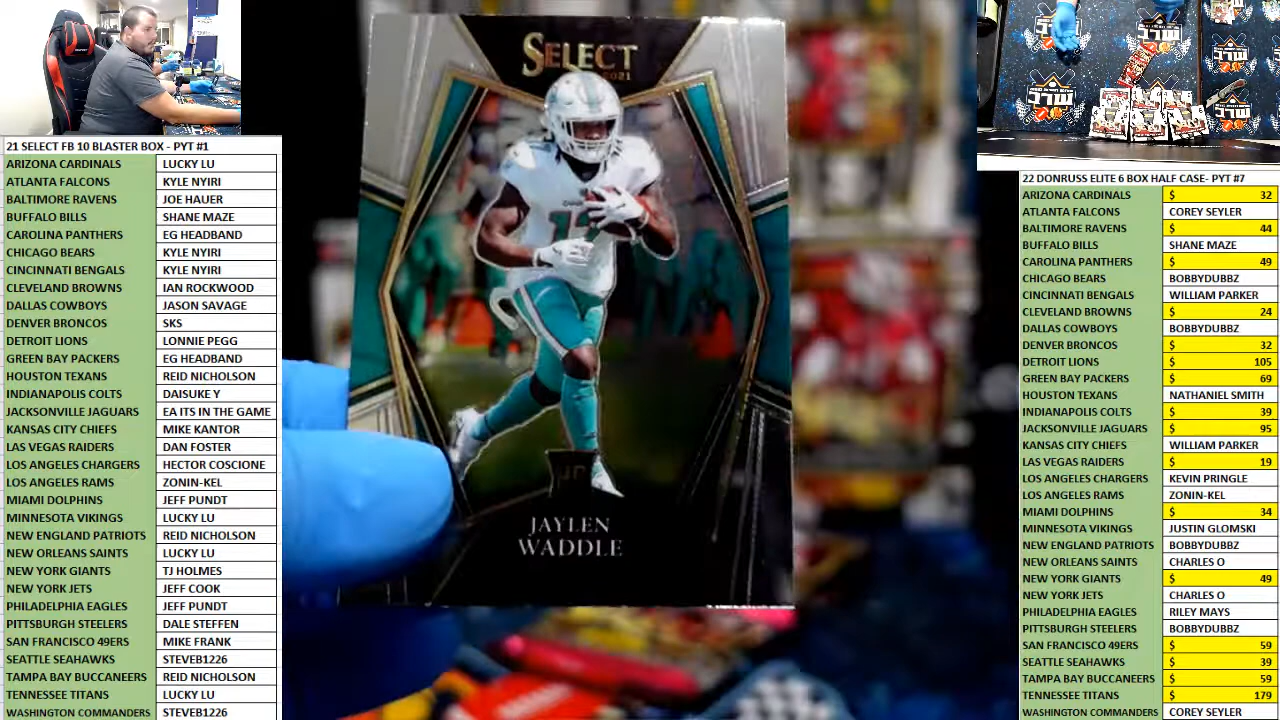 21 SELECT FB 10 BLASTER BOX - PYT #1
ARIZONA CARDINALS LUCKY LU
ATLANTA FALCONS KYLE NYIRI
BALTIMORE RAVENS JOE HAUER
BUFFALO BILLS SHANE MAZE
CAROLINA PANTHERS EG HEADBAND
CHICAGO BEARS KYLE NYIRI
CINCINNATI BENGALS KYLE NYIRI
CLEVELAND BROWNS IAN ROCKWOOD
DALLAS COWBOYS JASON SAVAGE
DENVER BRONCOS SKS
DETROIT LIONS LONNIE PEGG
GREEN BAY PACKERS EG HEADBAND
HOUSTON TEXANS REID NICHOLSON
INDIANAPOLIS COLTS DAISUKE Y
JACKSONVILLE JAGUARS EA ITS IN THE GAME
KANSAS CITY CHIEFS MIKE KANTOR
LAS VEGAS RAIDERS DAN FOSTER
LOS ANGELES CHARGERS HECTOR COSCIONE
LOS ANGELES RAMS ZONIN-KEL
MIAMI DOLPHINS JEFF PUNDT
MINNESOTA VIKINGS LUCKY LU
NEW ENGLAND PATRIOTS REID NICHOLSON
NEW ORLEANS SAINTS LUCKY LU
NEW YORK GIANTS TJ HOLMES
NEW YORK JETS JEFF COOK
PHILADELPHIA EAGLES JEFF PUNDT
PITTSBURGH STEELERS DALE STEFFEN
SAN FRANCISCO 49ERS MIKE FRANK
SEATTLE SEAHAWKS STEVEB1226
TAMPA BAY BUCCANEERS REID NICHOLSON
TENNESSEE TITANS LUCKY LU
WASHINGTON COMMANDERS STEVEB1226
SELECT
2021
JAYLEN
WADDLE
22 DONRUSS ELITE 6 BOX HALF CASE- PYT #7
ARIZONA CARDINALS $ 32
ATLANTA FALCONS COREY SEYLER
BALTIMORE RAVENS $ 44
BUFFALO BILLS SHANE MAZE
CAROLINA PANTHERS $ 49
CHICAGO BEARS BOBBYDUBBZ
CINCINNATI BENGALS WILLIAM PARKER
CLEVELAND BROWNS $ 24
DALLAS COWBOYS BOBBYDUBBZ
DENVER BRONCOS $ 32
DETROIT LIONS $ 105
GREEN BAY PACKERS $ 69
HOUSTON TEXANS NATHANIEL SMITH
INDIANAPOLIS COLTS $ 39
JACKSONVILLE JAGUARS $ 95
KANSAS CITY CHIEFS WILLIAM PARKER
LAS VEGAS RAIDERS $ 19
LOS ANGELES CHARGERS KEVIN PRINGLE
LOS ANGELES RAMS ZONIN-KEL
MIAMI DOLPHINS $ 34
MINNESOTA VIKINGS JUSTIN GLOMSKI
NEW ENGLAND PATRIOTS BOBBYDUBBZ
NEW ORLEANS SAINTS CHARLES O
NEW YORK GIANTS $ 49
NEW YORK JETS CHARLES O
PHILADELPHIA EAGLES RILEY MAYS
PITTSBURGH STEELERS BOBBYDUBBZ
SAN FRANCISCO 49ERS $ 59
SEATTLE SEAHAWKS $ 39
TAMPA BAY BUCCANEERS $ 59
TENNESSEE TITANS $ 179
WASHINGTON COMMANDERS COREY SEYLER